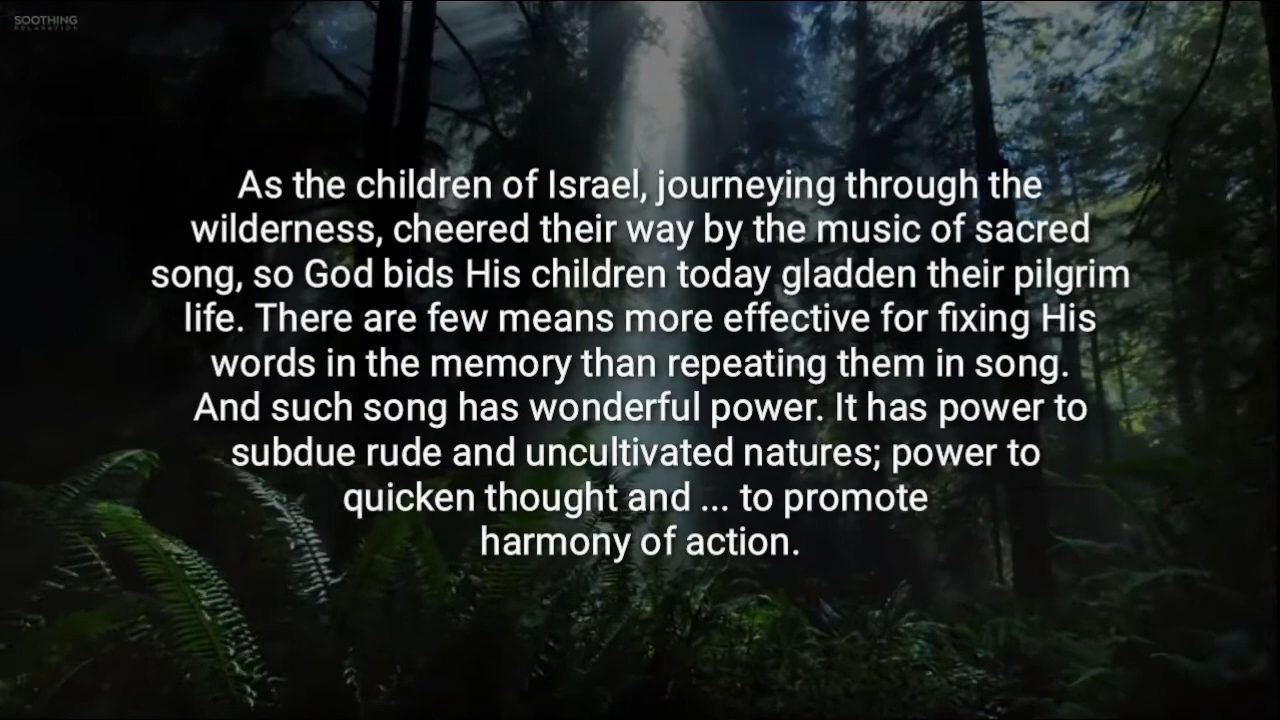 SOOTHING
RELAXATION
As the children of Israel, journeying through the
wilderness, cheered their way by the music of sacred
song, so God bids His children today gladden their pilgrim
life. There are few means more effective for fixing His
words in the memory than repeating them in song.
And such song has wonderful power. It has power to
subdue rude and uncultivated natures; power to
quicken thought and ... to promote
harmony of action.